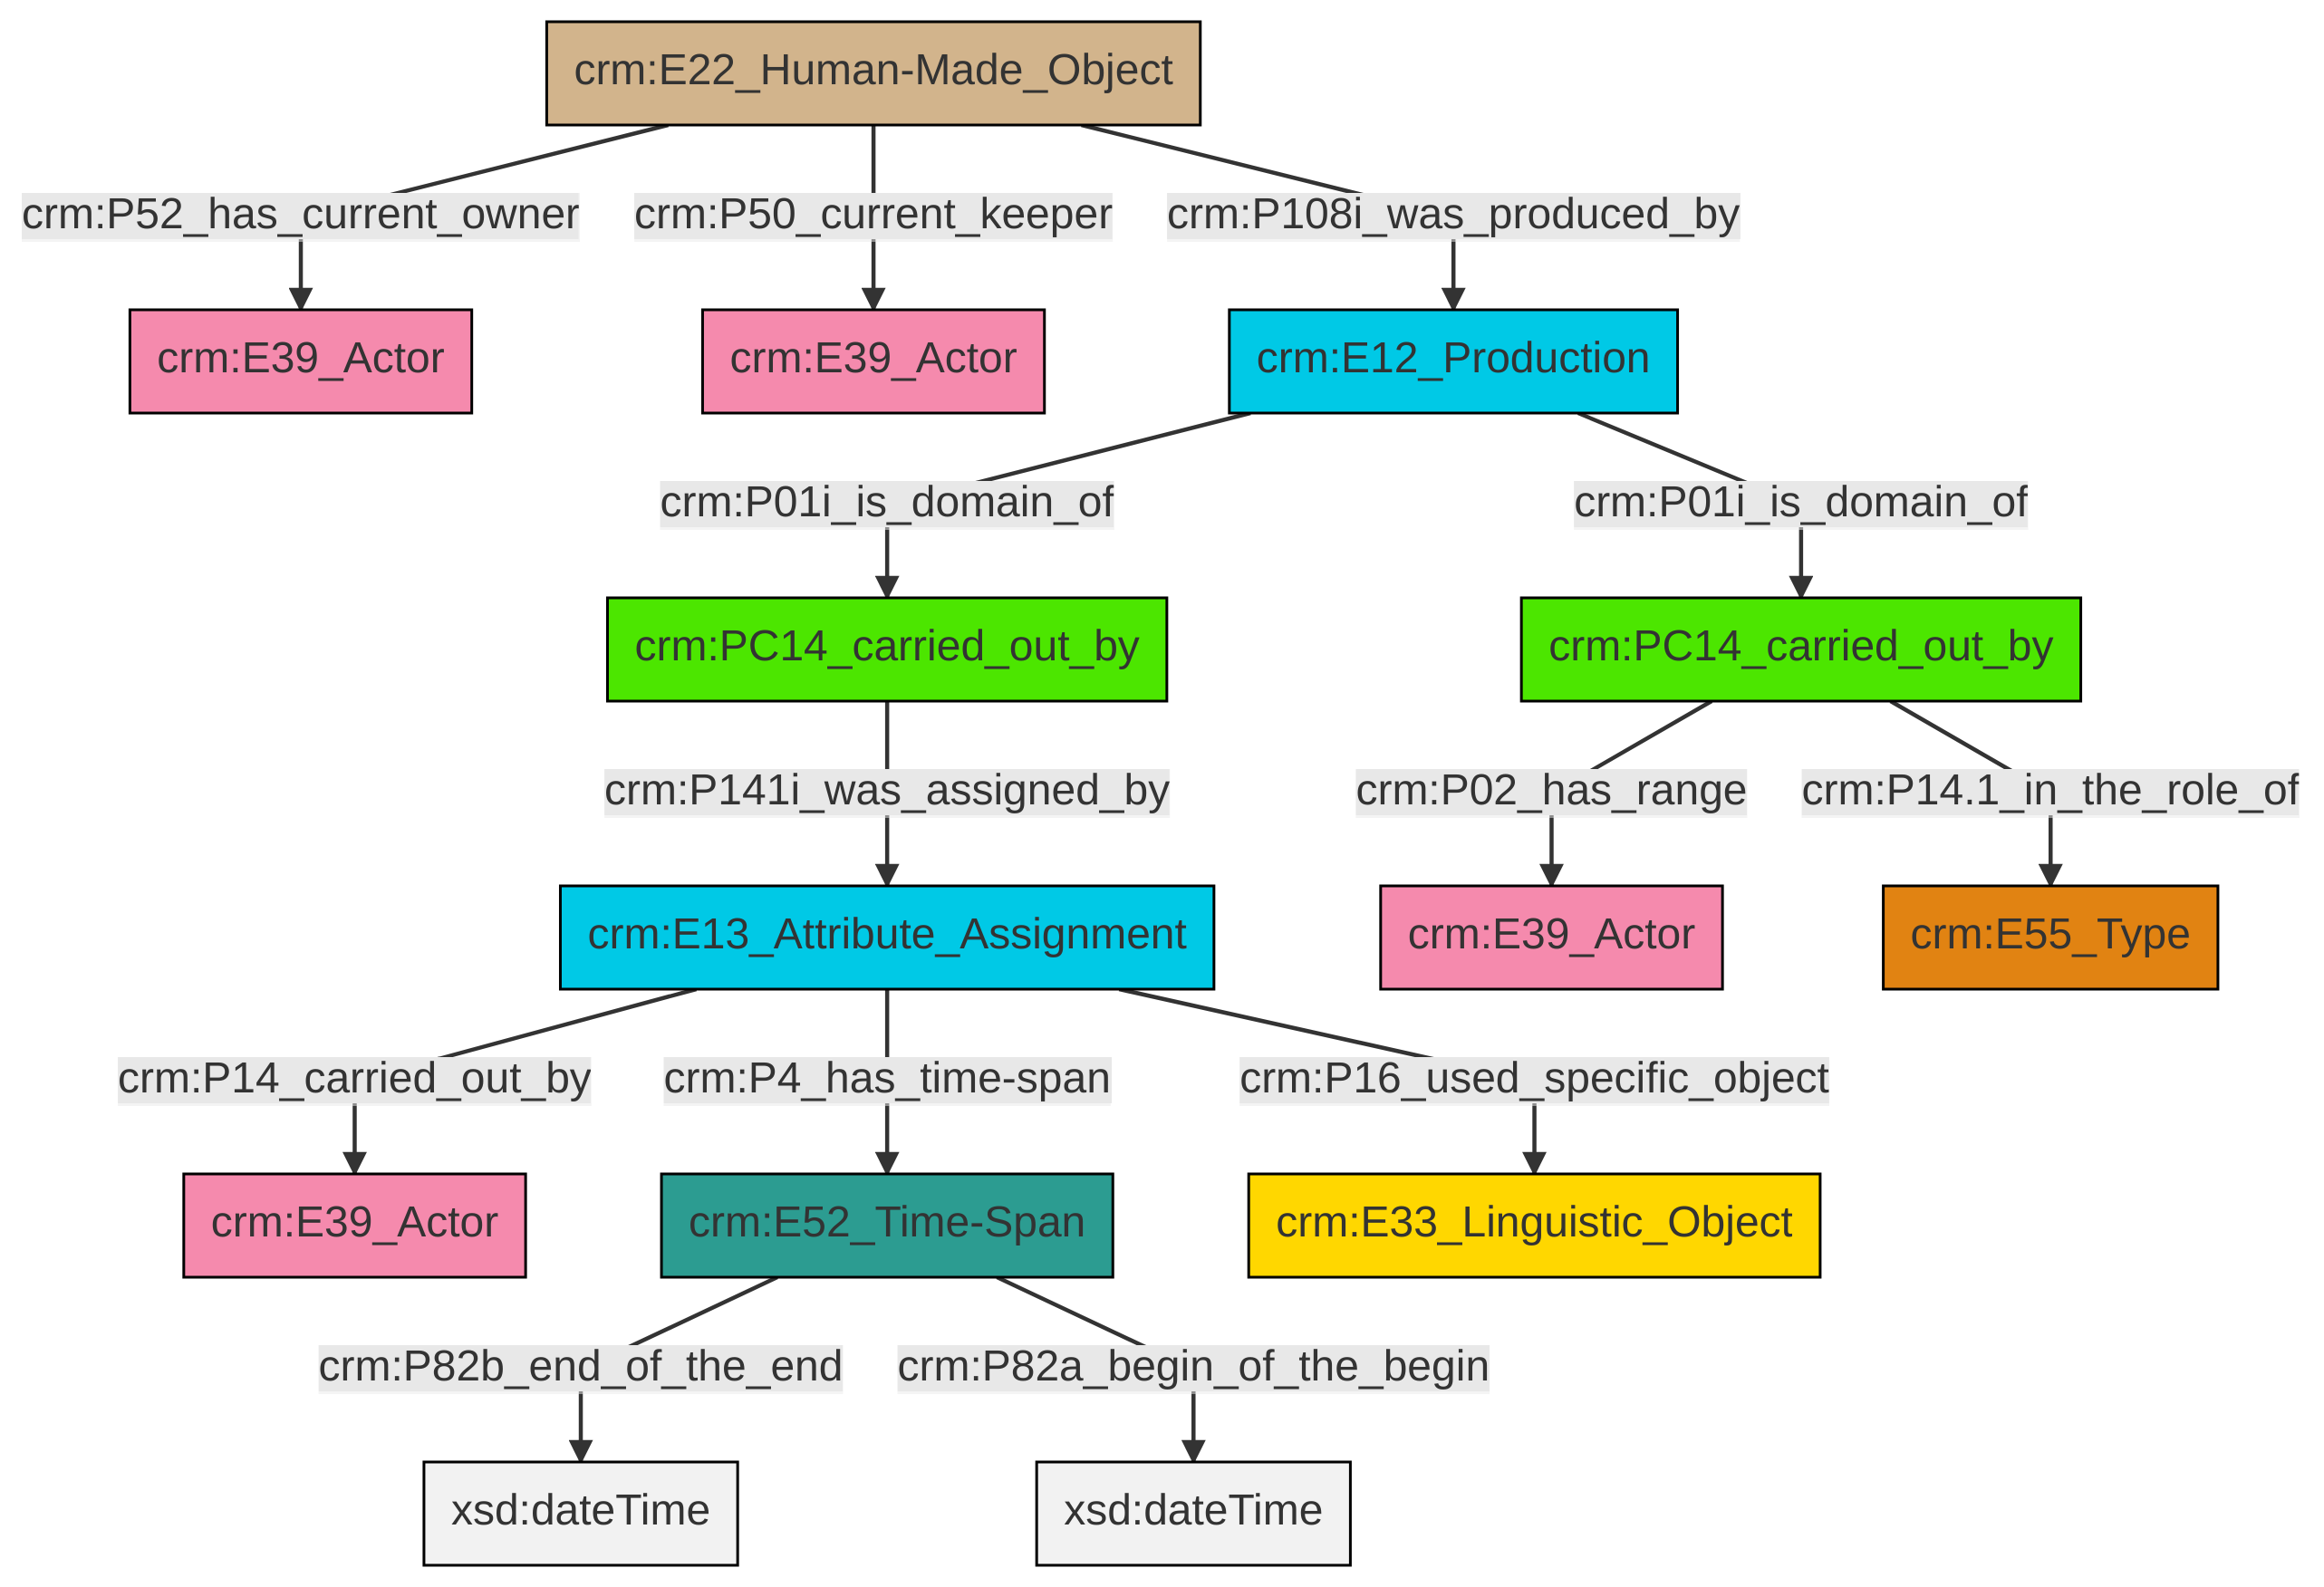 crm:E22_Human-Made_Object
crm:P52_has_current_owner
crm:P50_current_keeper
crm:P108i_was_produced_by
crm:E39_Actor
crm:E39_Actor
crm:E12_Production
crm:P01i_is_domain_of
crm:P01i_is_domain_of
crm:PC14_carried_out_by
crm:PC14_carried_out_by
crm:P141i_was_assigned_by
crm:P02_has_range
crm:P14.1_in_the_role_of
crm:E13_Attribute_Assignment
crm:E39_Actor
crm:E55_Type
crm:P14_carried_out_by
crm:P4_has_time-span
crm:P16_used_specific_object
crm:E39_Actor
crm:E52_Time-Span
crm:E33_Linguistic_Object
crm:P82b_end_of_the_end
crm:P82a_begin_of_the_begin
xsd:dateTime
xsd:dateTime